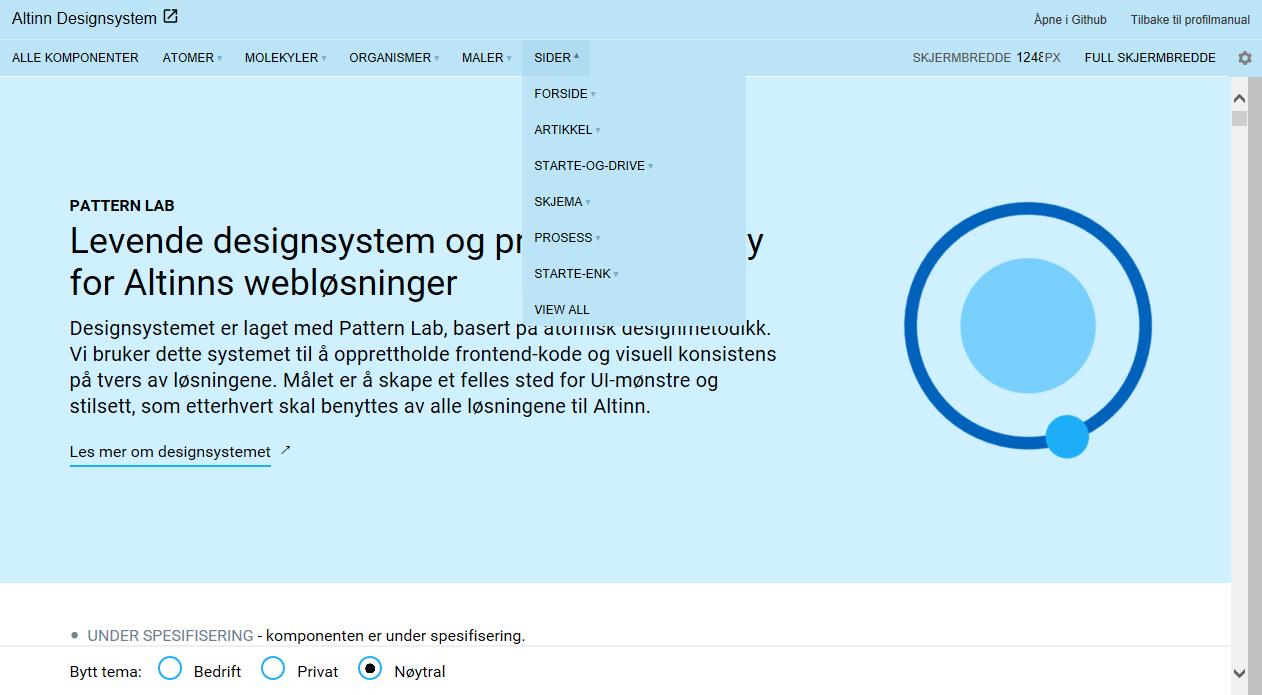 Altinn Designsystem
Åpne i Github Tilbake til profilmanual
ALLE KOMPONENTER ATOMER MOLEKYLER ORGANISMER MALER SIDER SKJERMBREDDE 1248PX FULL SKJERMBREDDE
FORSIDE
ARTIKKEL
STARTE-OG-DRIVE
SKJEMA
PROSESS
STARTE-ENK
VIEW ALL
PATTERN LAB
Levende designsystem og pr y
for Altinns webløsninger
Designsystemet er laget med Pattern Lab, basert på atomisk designmetodikk.
Vi bruker dette systemet til å opprettholde frontend-kode og visuell konsistens
på tvers av løsningene. Målet er å skape et felles sted for UI-mønstre og
stilsett, som etterhvert skal benyttes av alle løsningene til Altinn.
Les mer om designsystemet
UNDER SPESIFISERING - komponenten er under spesifisering.
Bytt tema: Bedrift Privat Nøytral